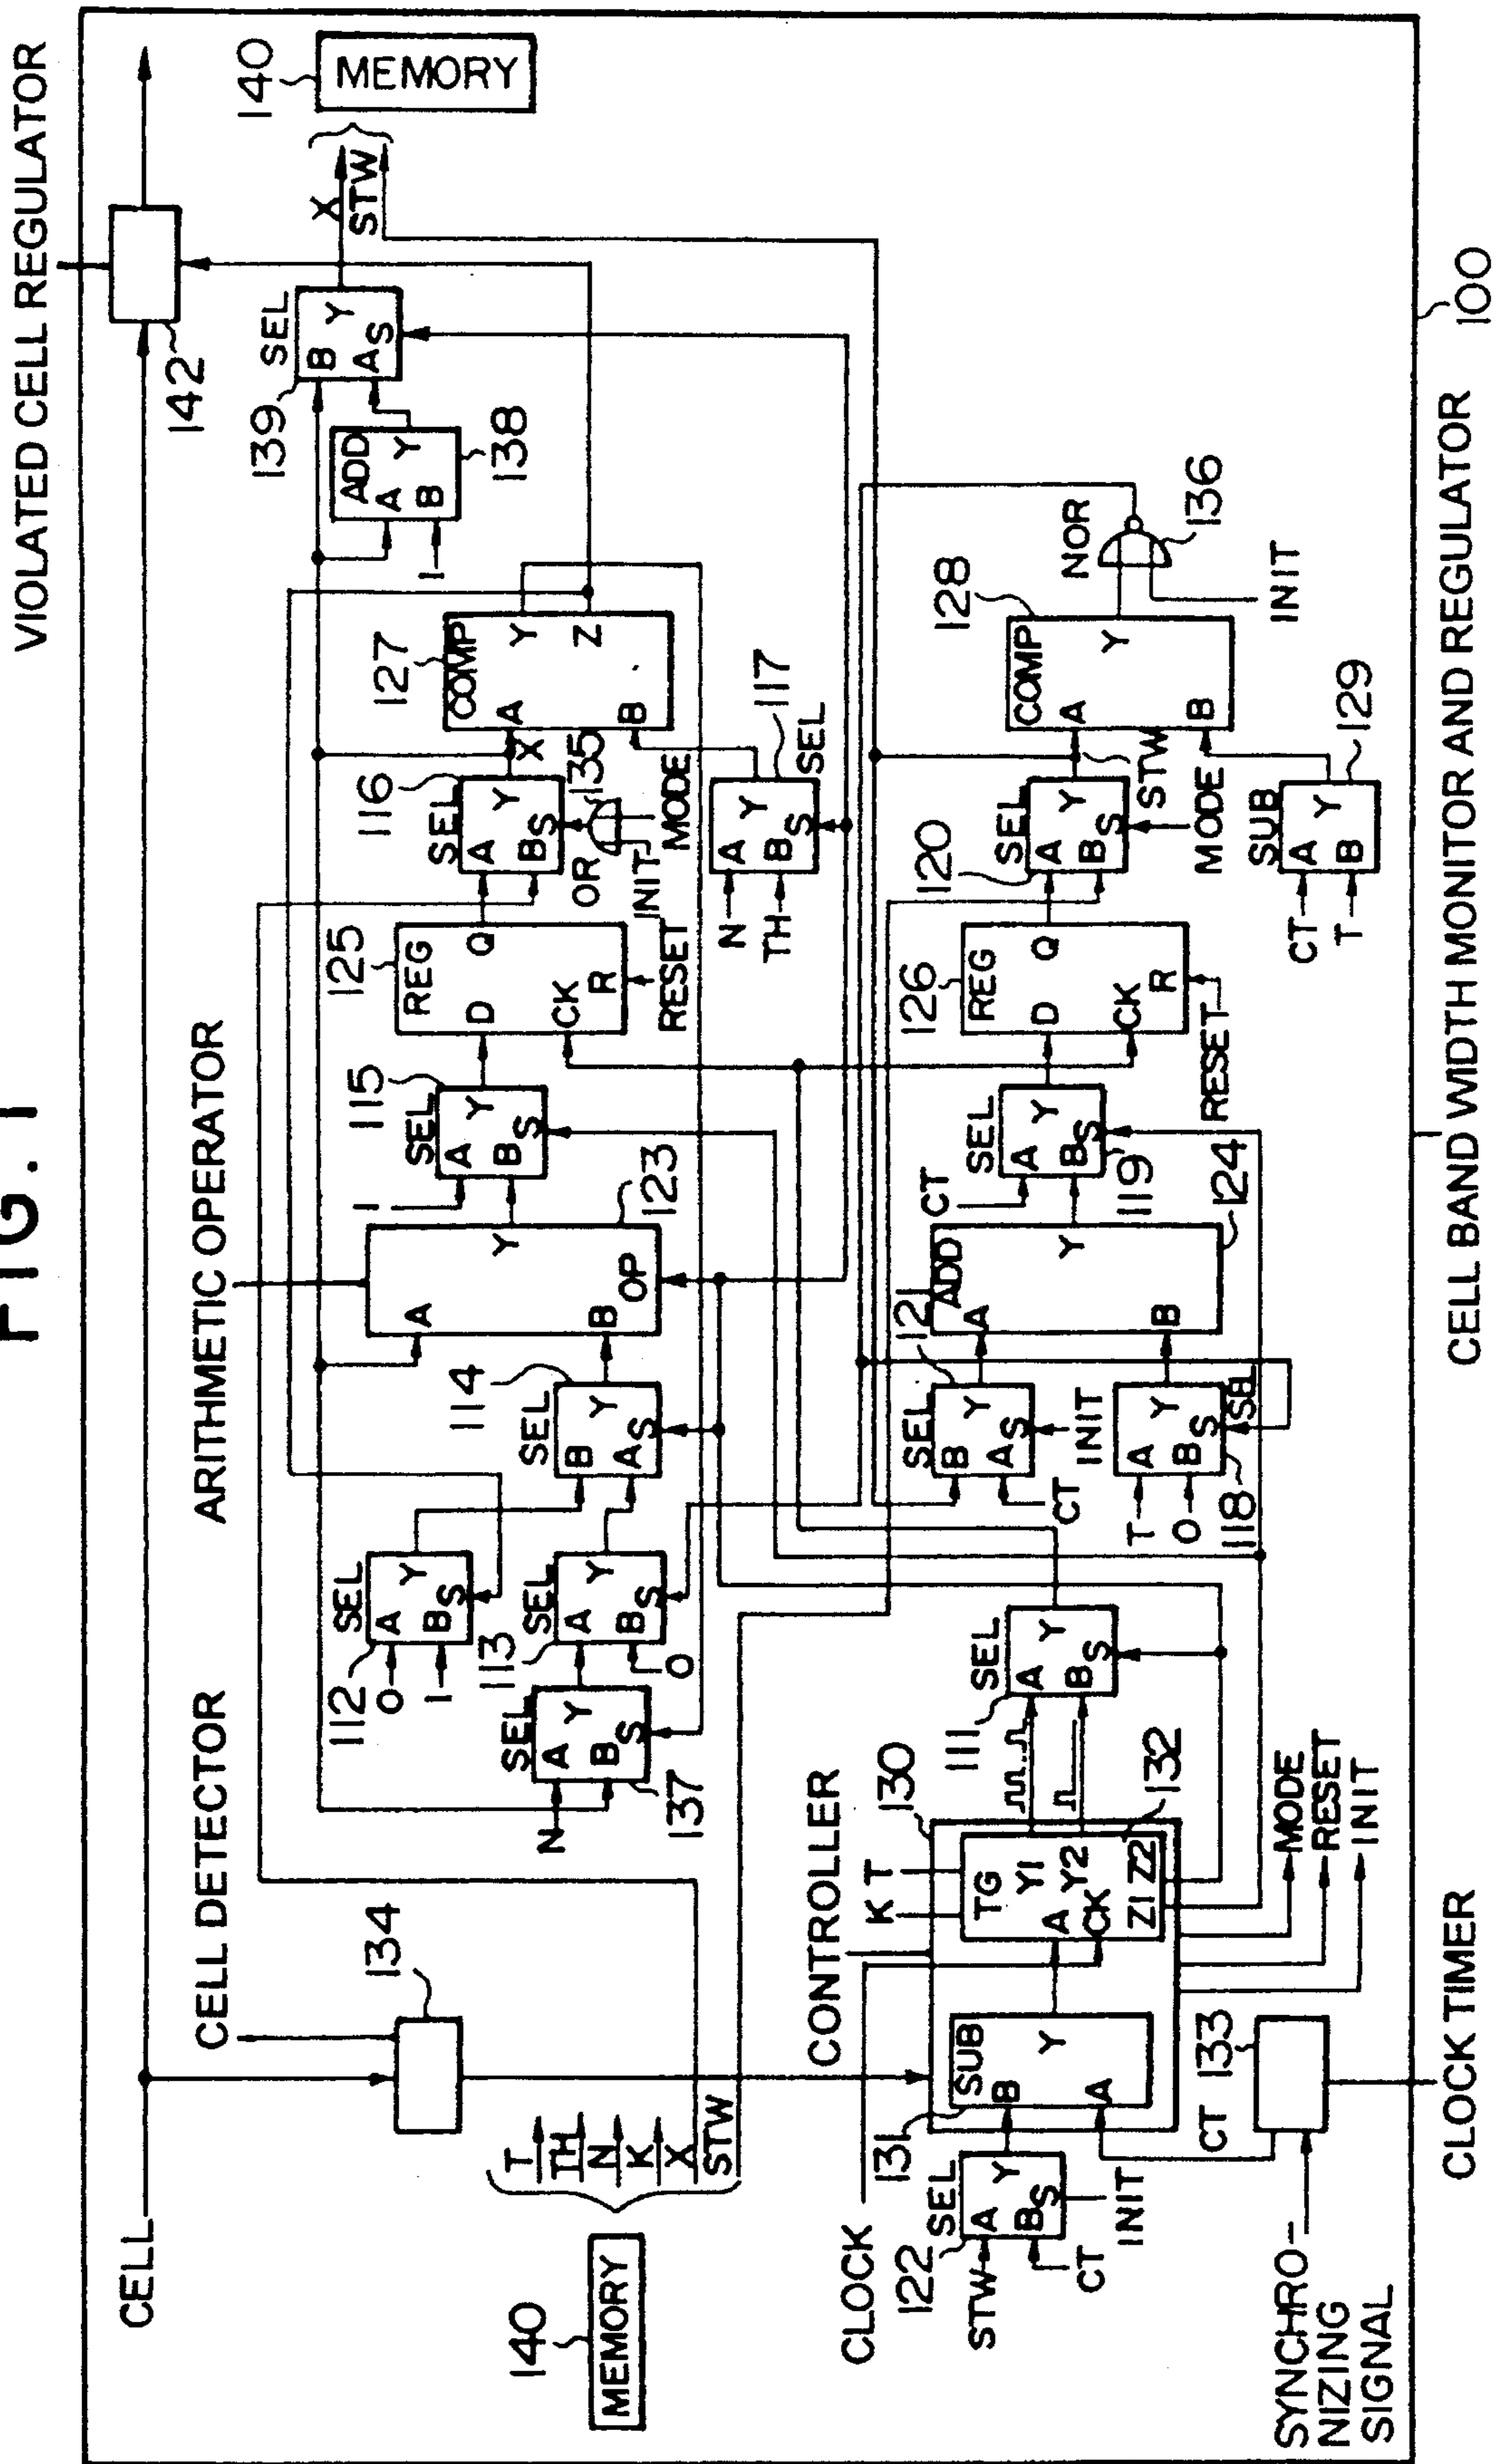 FIG. 1
VIOLATED CELL REGULATOR
CELL
142
140
MEMORY
X
STW
SEL
B
Y
A
S
139
ADD
A
Y
B
138
1
ARITHMETIC OPERATOR
CELL DETECTOR
134
140
MEMORY
T
TH
N
K
X
STW
SEL
A
Y
B
S
112
0
1
SEL
A
Y
B
S
113
0
SEL
A
Y
B
S
137
N
SEL
B
Y
A
S
114
A
Y
B
OP
123
SEL
A
Y
B
S
115
1
REG
D
Q
CK
R
125
RESET
SEL
A
Y
B
S
116
X
OR
135
INIT
MODE
COMP
A
Y
Z
B
127
A
Y
B
S
117
SEL
N
TH
CONTROLLER
130
K T
TG
Y1
A
Y2
CK
Z1
Z2
132
SUB
B
Y
A
131
CLOCK
SEL
A
Y
B
S
122
STW
CT
INIT
CT
133
SYNCHRO-
NIZING
SIGNAL
CLOCK TIMER
MODE
RESET
INIT
SEL
A
Y
B
S
111
SEL
B
Y
A
S
121
CT
INIT
A
Y
B
S
SEL
118
T
0
ADD
A
Y
B
124
SEL
A
Y
B
S
119
CT
REG
D
Q
CK
R
126
RESET
SEL
A
Y
B
S
120
STW
MODE
COMP
A
Y
B
128
SUB
A
Y
B
129
CT
T
NOR
136
INIT
100
CELL BAND WIDTH MONITOR AND REGULATOR